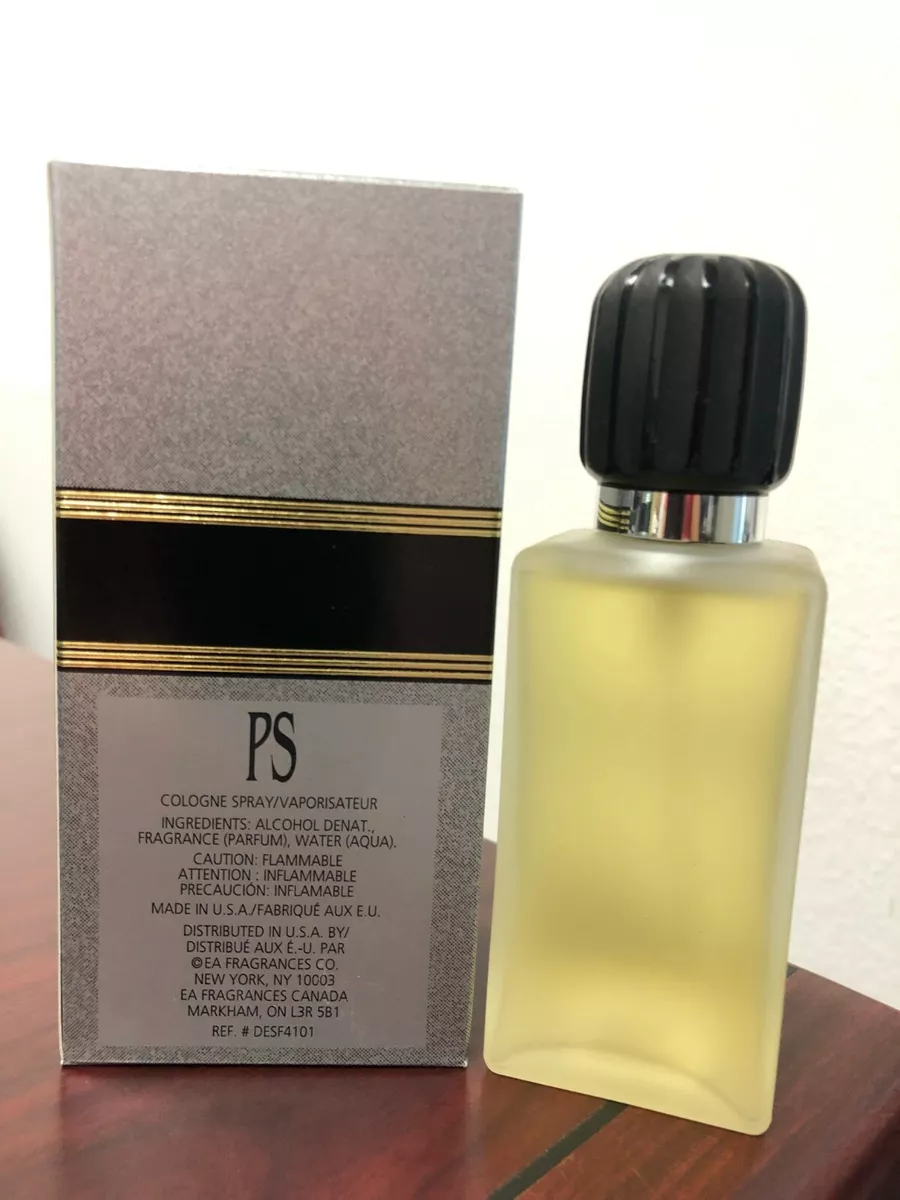 PS
COLOGNE SPRAY/VAPORISATEUR
INGREDIENTS: ALCOHOL DENAT.,
FRAGRANCE (PARFUM), WATER (AQUA).
CAUTION: FLAMMABLE
ATTENTION : INFLAMMABLE
PRECAUCIÓN: INFLAMABLE
MADE IN U.S.A./FABRIQUÉ AUX E.U.
DISTRIBUTED IN U.S.A. BY/
DISTRIBUÉ AUX É.-U. PAR
©EA FRAGRANCES CO.
NEW YORK, NY 10003
EA FRAGRANCES CANADA
MARKHAM, ON L3R 5B1
REF. # DESF4101